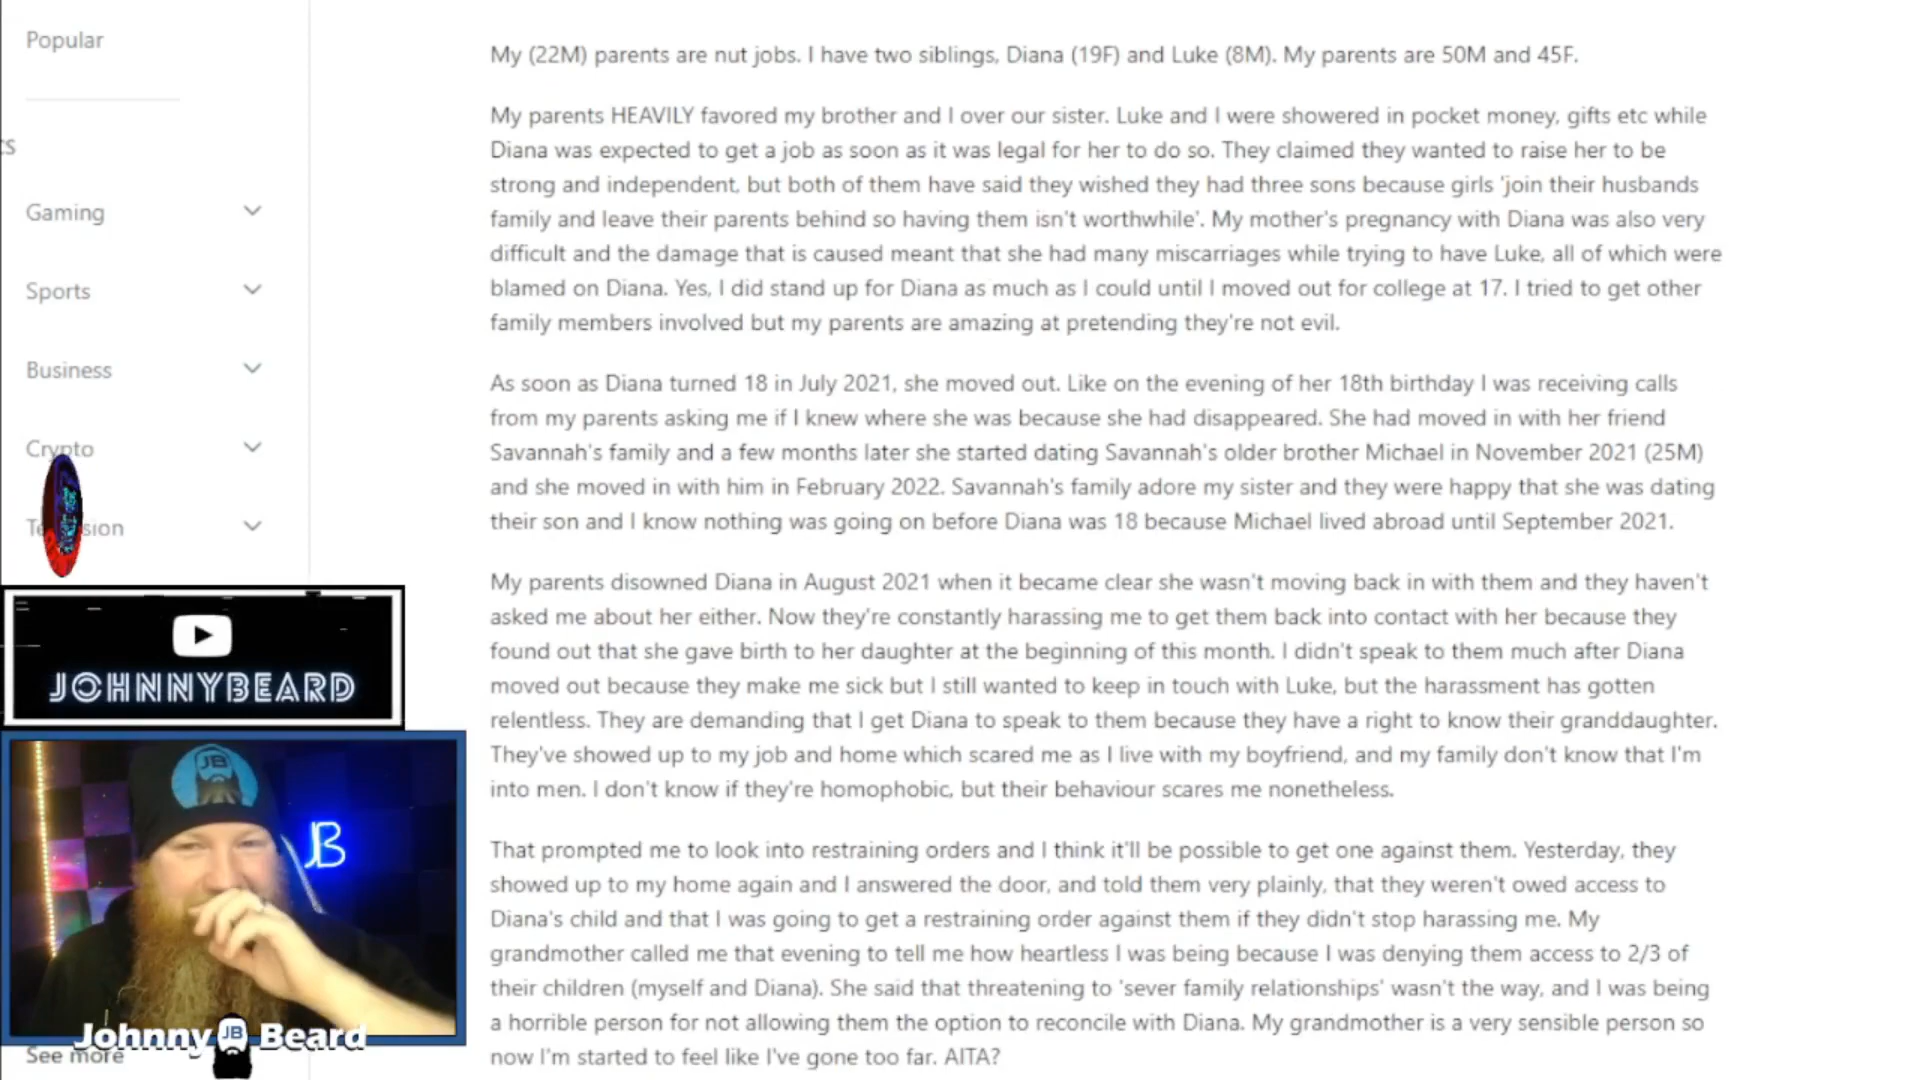 Popular
cs
Gaming
Sports
Business
Crypto
See more
JOHNNYBEARD
JB
JB
Johnny JB Beard
My (22M) parents are nut jobs. I have two siblings, Diana (19F) and Luke (8M). My parents are 50M and 45F.
My parents HEAVILY favored my brother and I over our sister. Luke and I were showered in pocket money, gifts etc while
Diana was expected to get a job as soon as it was legal for her to do so. They claimed they wanted to raise her to be
strong and independent, but both of them have said they wished they had three sons because girls 'join their husbands
family and leave their parents behind so having them isn't worthwhile'. My mother's pregnancy with Diana was also very
difficult and the damage that is caused meant that she had many miscarriages while trying to have Luke, all of which were
blamed on Diana. Yes, I did stand up for Diana as much as I could until I moved out for college at 17. I tried to get other
family members involved but my parents are amazing at pretending they're not evil.
As soon as Diana turned 18 in July 2021, she moved out. Like on the evening of her 18th birthday I was receiving calls
from my parents asking me if I knew where she was because she had disappeared. She had moved in with her friend
Savannah's family and a few months later she started dating Savannah's older brother Michael in November 2021 (25M)
and she moved in with him in February 2022. Savannah's family adore my sister and they were happy that she was dating
their son and I know nothing was going on before Diana was 18 because Michael lived abroad until September 2021.
My parents disowned Diana in August 2021 when it became clear she wasn't moving back in with them and they haven't
asked me about her either. Now they're constantly harassing me to get them back into contact with her because they
found out that she gave birth to her daughter at the beginning of this month. I didn't speak to them much after Diana
moved out because they make me sick but I still wanted to keep in touch with Luke, but the harassment has gotten
relentless. They are demanding that I get Diana to speak to them because they have a right to know their granddaughter.
They've showed up to my job and home which scared me as I live with my boyfriend, and my family don't know that I'm
into men. I don't know if they're homophobic, but their behaviour scares me nonetheless.
That prompted me to look into restraining orders and I think it'll be possible to get one against them. Yesterday, they
showed up to my home again and I answered the door, and told them very plainly, that they weren't owed access to
Diana's child and that I was going to get a restraining order against them if they didn't stop harassing me. My
grandmother called me that evening to tell me how heartless I was being because I was denying them access to 2/3 of
their children (myself and Diana). She said that threatening to 'sever family relationships' wasn't the way, and I was being
a horrible person for not allowing them the option to reconcile with Diana. My grandmother is a very sensible person so
now I'm started to feel like I've gone too far. AITA?